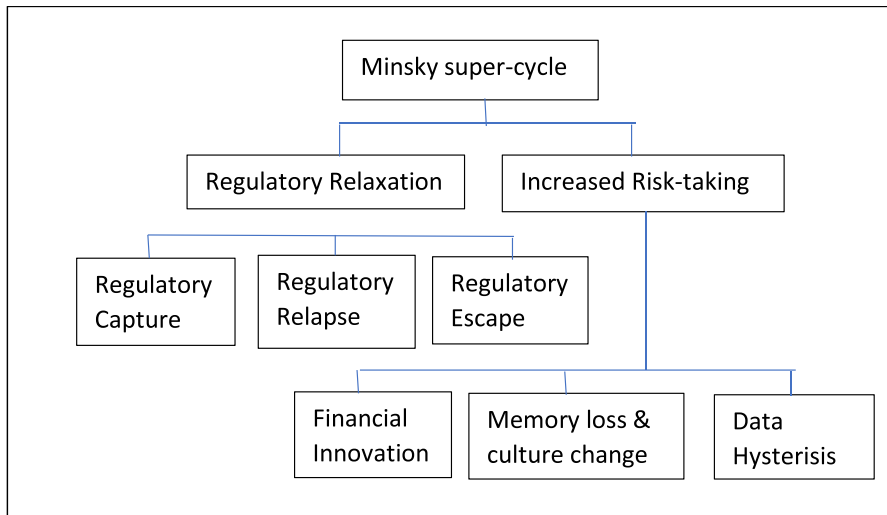 Minsky super-cycle
Regulatory Relaxation
Increased Risk-taking
Regulatory
Capture
Regulatory
Relapse
Regulatory
Escape
Financial
Innovation
Memory loss &
culture change
Data
Hysterisis